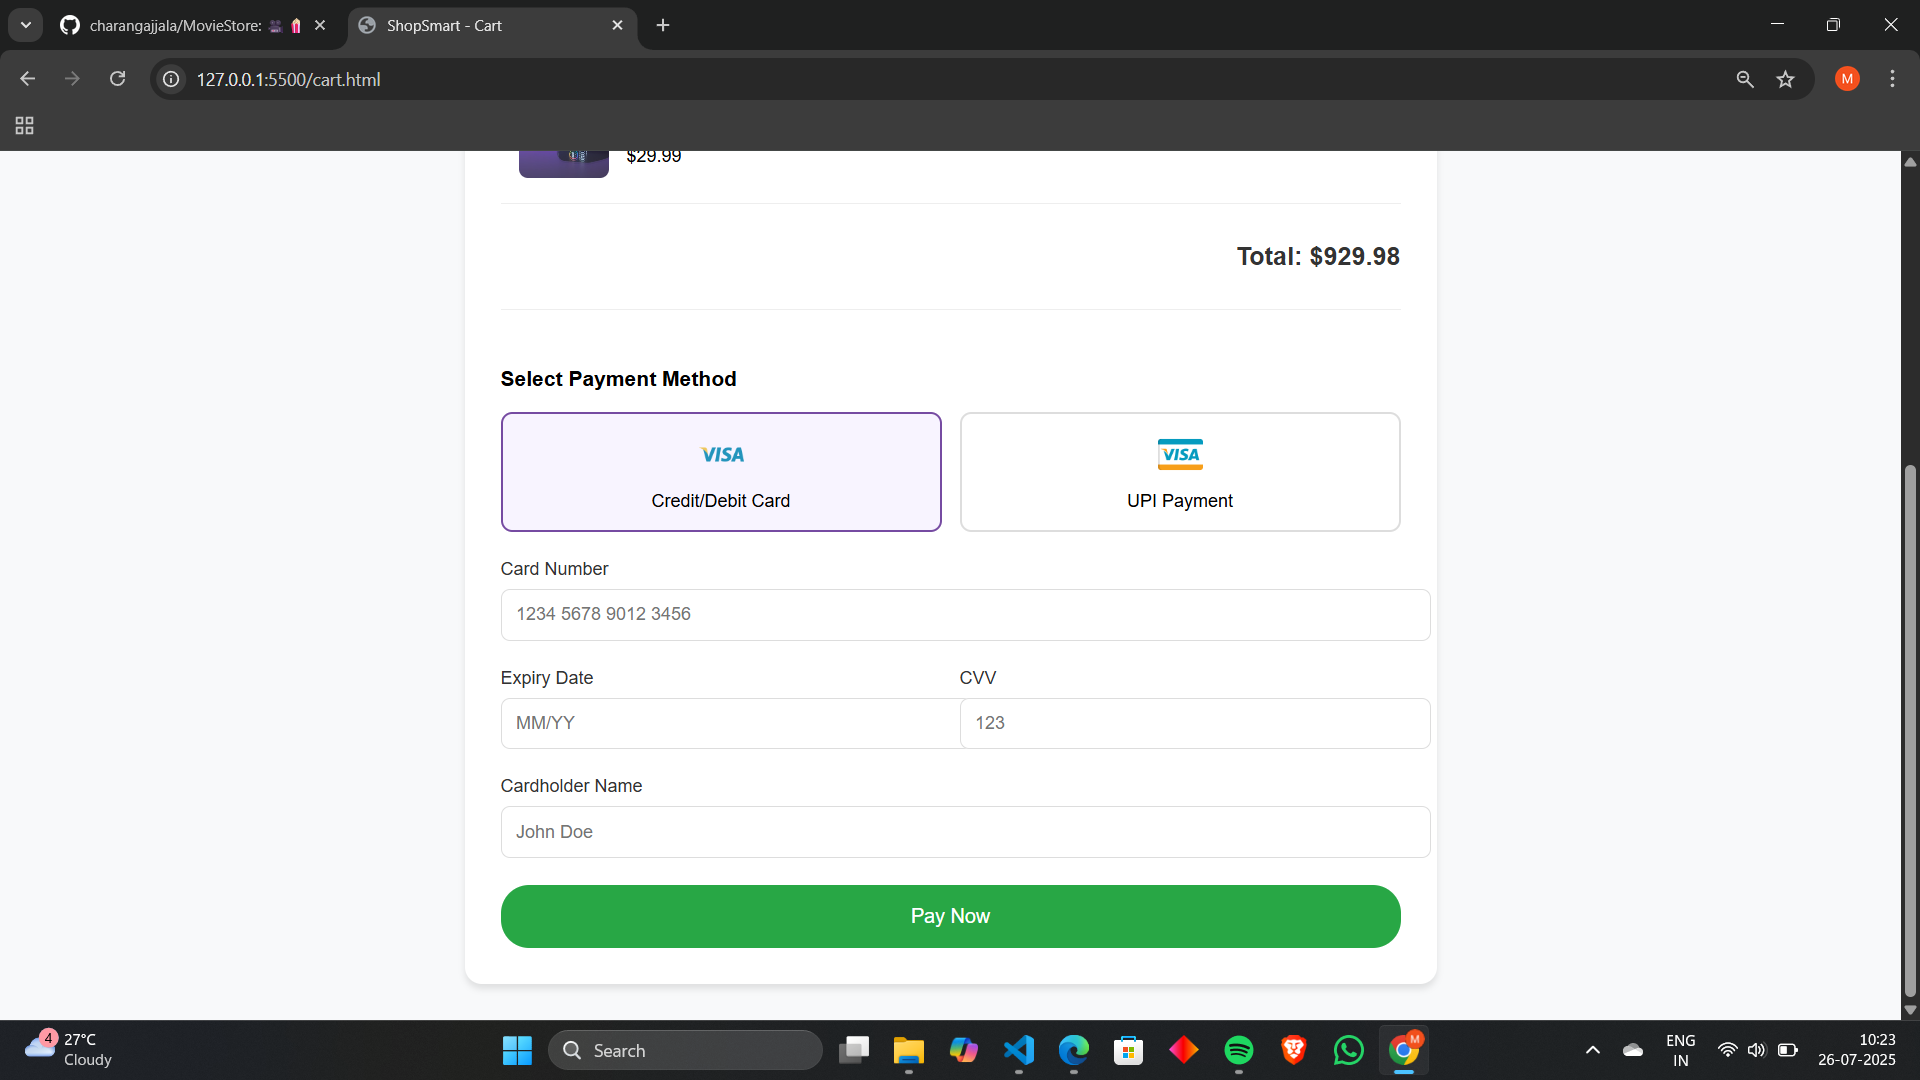 charangajjala/MovieStore:
ShopSmart - Cart
127.0.0.1:5500/cart.html
M
$29.99
Total: $929.98
Select Payment Method
VISA
Credit/Debit Card
VISA
UPI Payment
Card Number
1234 5678 9012 3456
Expiry Date
CVV
MM/YY
123
Cardholder Name
John Doe
Pay Now
4
27°C
Cloudy
Search
M
ENG
IN
10:23
26-07-2025